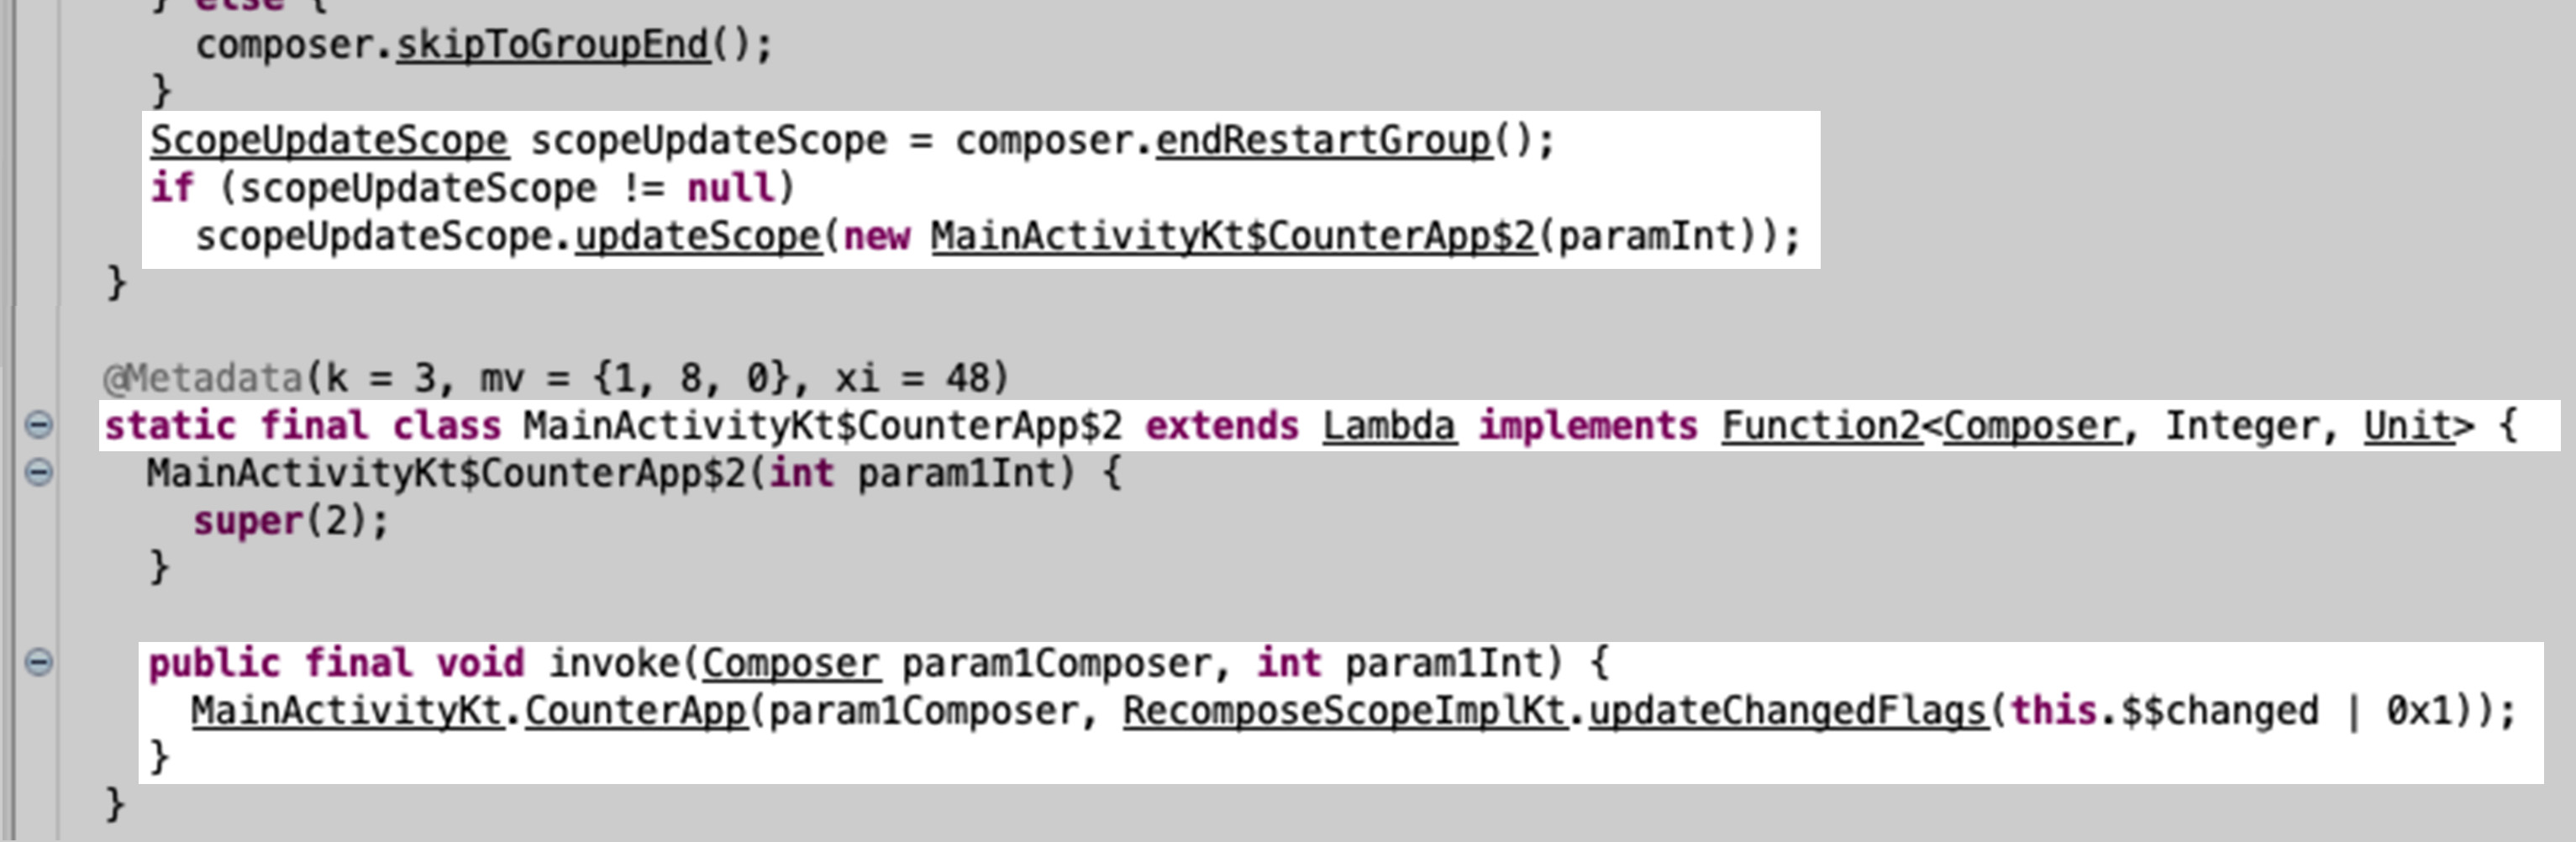 } else {
composer.skipToGroupEnd();
}
ScopeUpdateScope scopeUpdateScope = composer.endRestartGroup();
if (scopeUpdateScope != null)
scopeUpdateScope.updateScope(new MainActivityKt$CounterApp$2(paramInt));
}
@Metadata(k = 3, mv = {1, 8, 0}, xi = 48)
static final class MainActivityKt$CounterApp$2 extends Lambda implements Function2<Composer, Integer, Unit> {
MainActivityKt$CounterApp$2(int param1Int) {
super(2);
}
public final void invoke(Composer param1Composer, int param1Int) {
MainActivityKt.CounterApp(param1Composer, RecomposeScopeImplKt.updateChangedFlags(this.$$changed | 0x1));
}
}